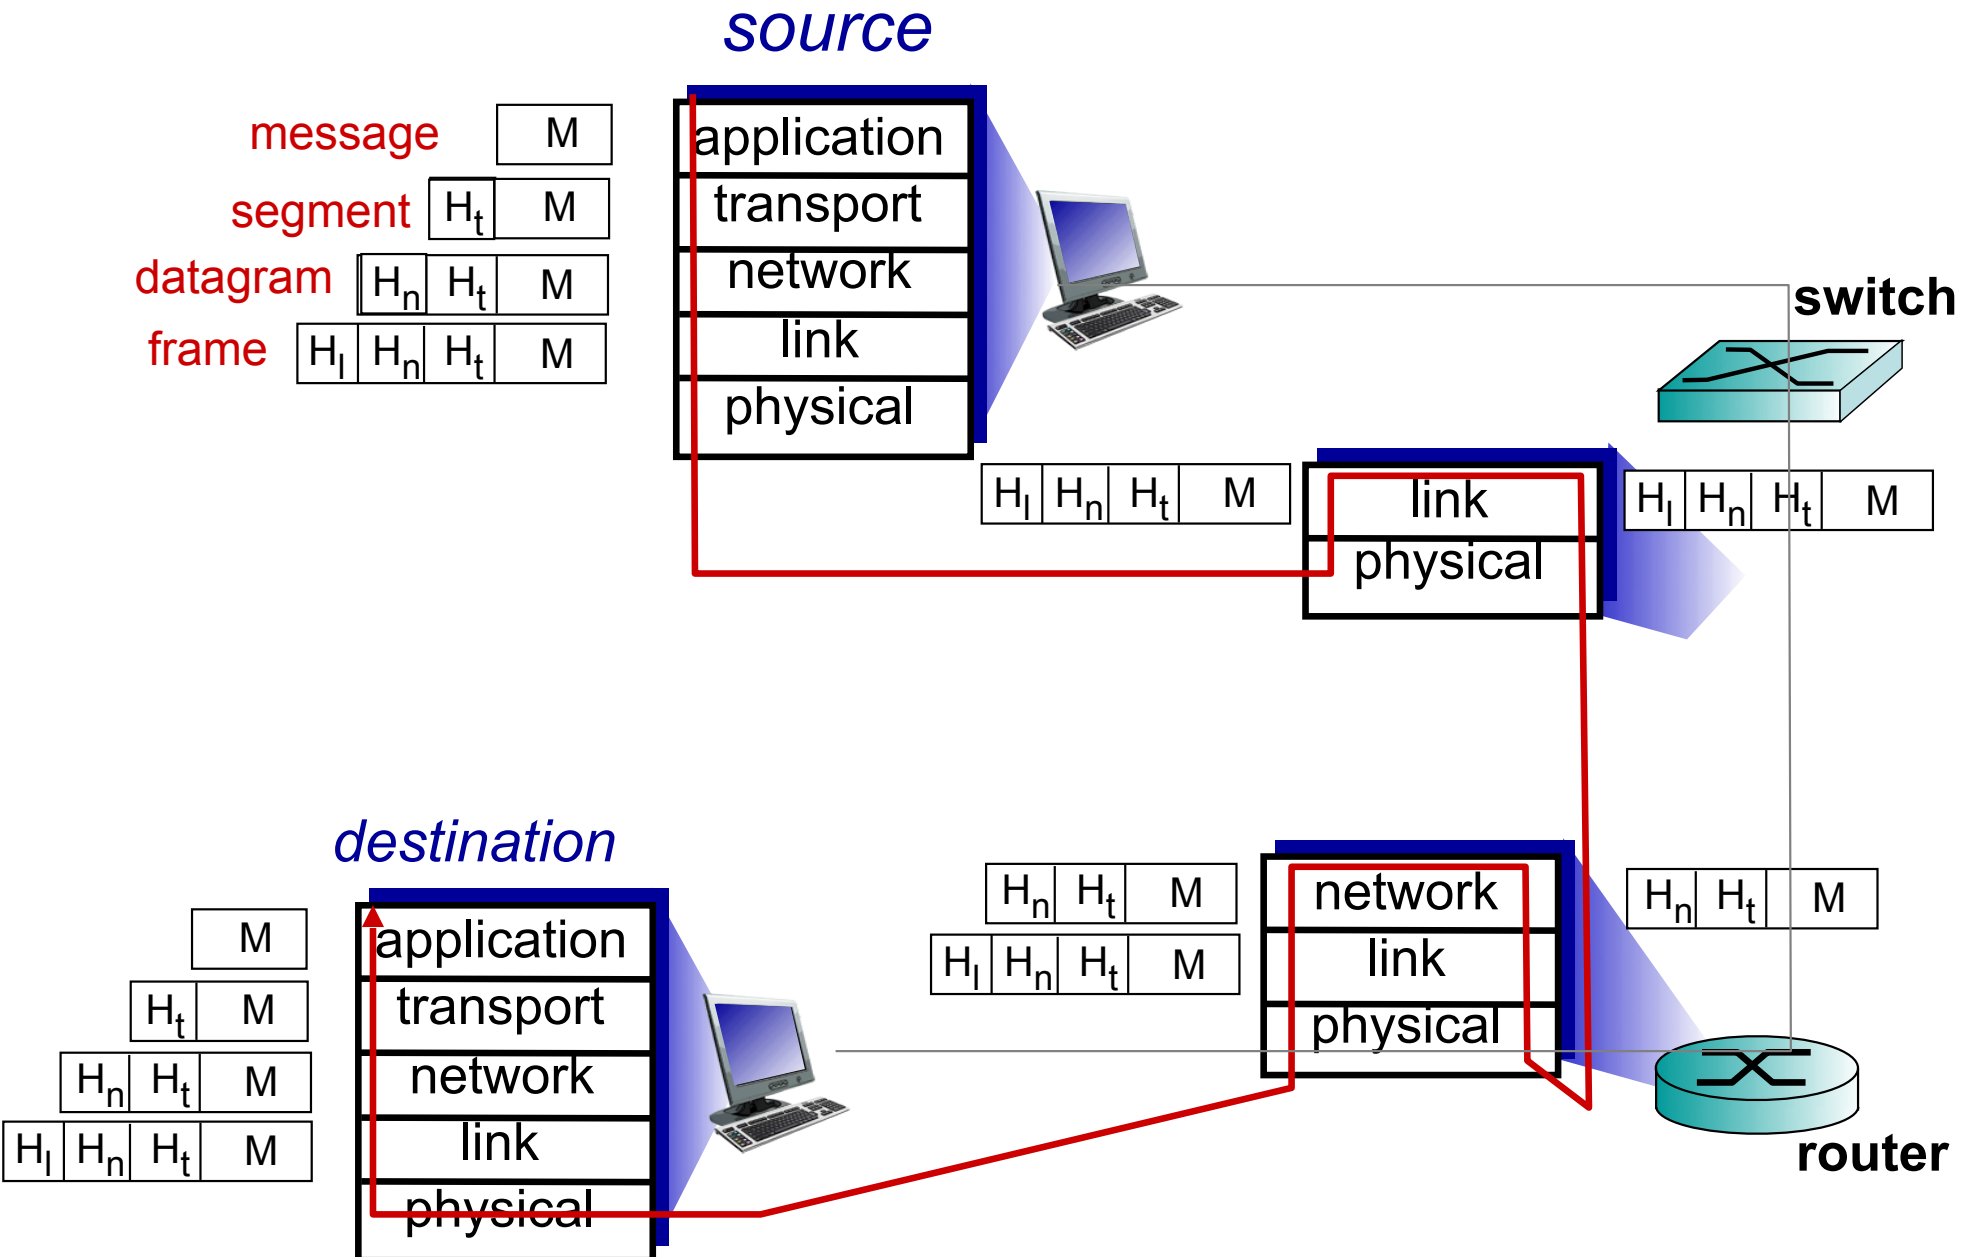 source
message M
segment Ht M
datagram Hn Ht M
frame Hl Hn Ht M
application
transport
network
link
physical
switch
Hl Hn Ht M
link
physical
Hl Hn Ht M
destination
M
Ht M
Hn Ht M
Hl Hn Ht M
application
transport
network
link
physical
Hn Ht M
Hl Hn Ht M
network
link
physical
Hn Ht M
router